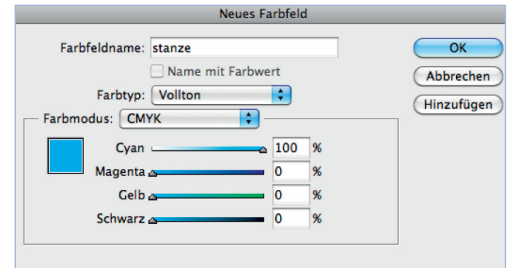 Neues Farbfeld
Farbfeldname: stanze
OK
Name mit Farbwert
Abbrechen
Farbtyp: Vollton
Hinzufügen
Farbmodus: CMYK
Cyan 100 %
Magenta 0 %
Gelb 0 %
Schwarz 0 %